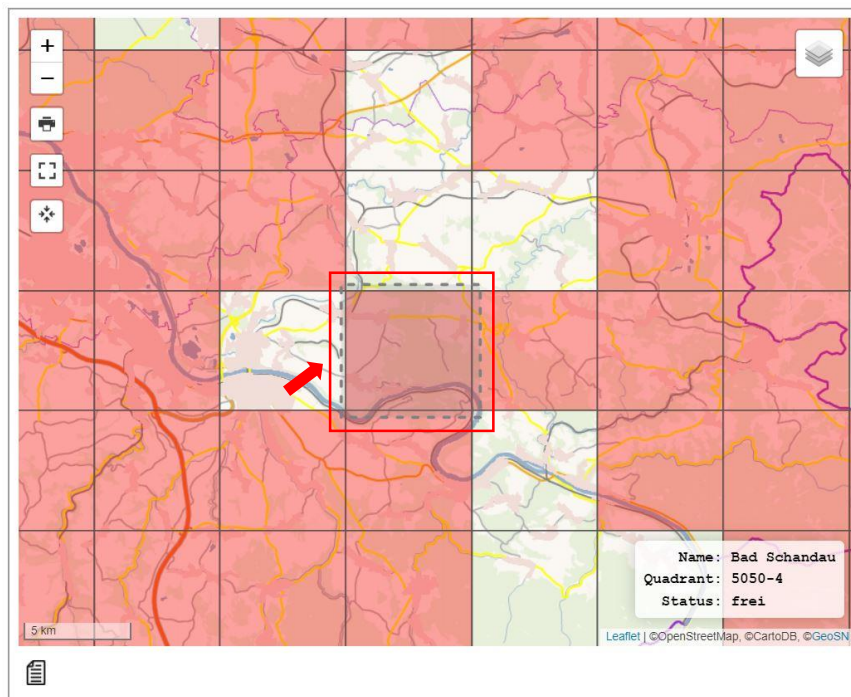 +
−
5 km
Name: Bad Schandau
Quadrant: 5050-4
Status: frei
Leaflet | ©OpenStreetMap, ©CartoDB, ©GeoSN